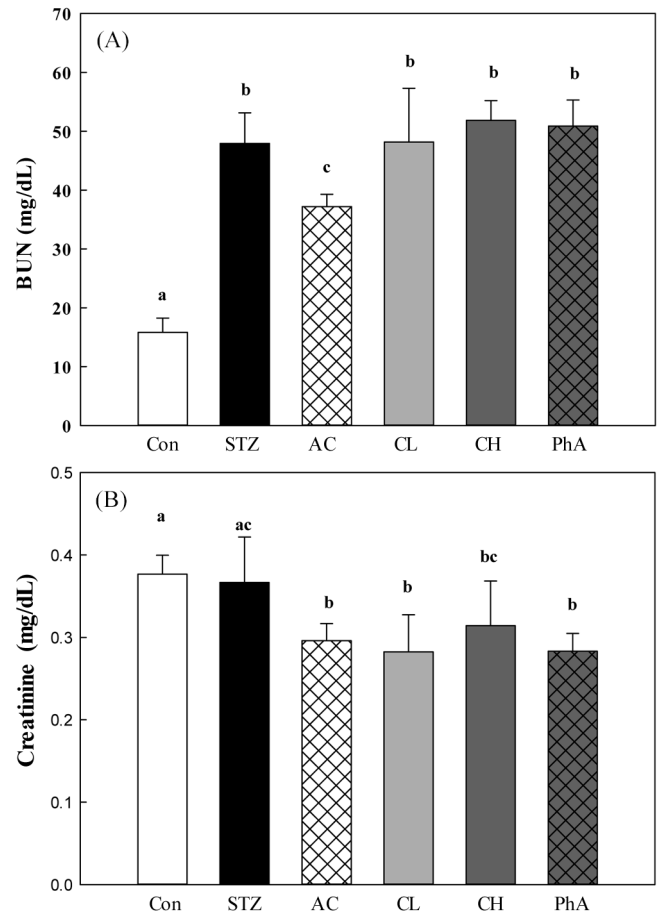 (A)
BUN (mg/dL)
70
60
50
40
30
20
10
0
a
b
c
b
b
b
Con STZ AC CL CH PhA
(B)
Creatinine (mg/dL)
0.5
0.4
0.3
0.2
0.1
0.0
a
ac
b
b
bc
b
Con STZ AC CL CH PhA